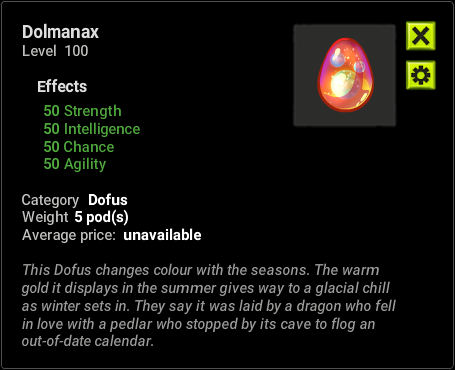 Dolmanax
Level 100
Effects
50 Strength
50 Intelligence
50 Chance
50 Agility
Category Dofus
Weight 5 pod(s)
Average price: unavailable
This Dofus changes colour with the seasons. The warm
gold it displays in the summer gives way to a glacial chill
as winter sets in. They say it was laid by a dragon who fell
in love with a pedlar who stopped by its cave to flog an
out-of-date calendar.